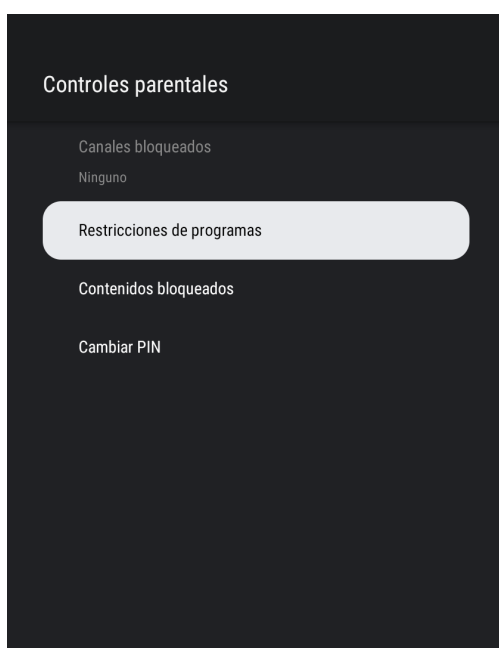 Controles parentales
Canales bloqueados
Ninguno
Restricciones de programas
Contenidos bloqueados
Cambiar PIN